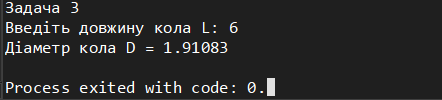 Задача 3
Введіть довжину кола L: 6
Діаметр кола D = 1.91083
Process exited with code: 0.